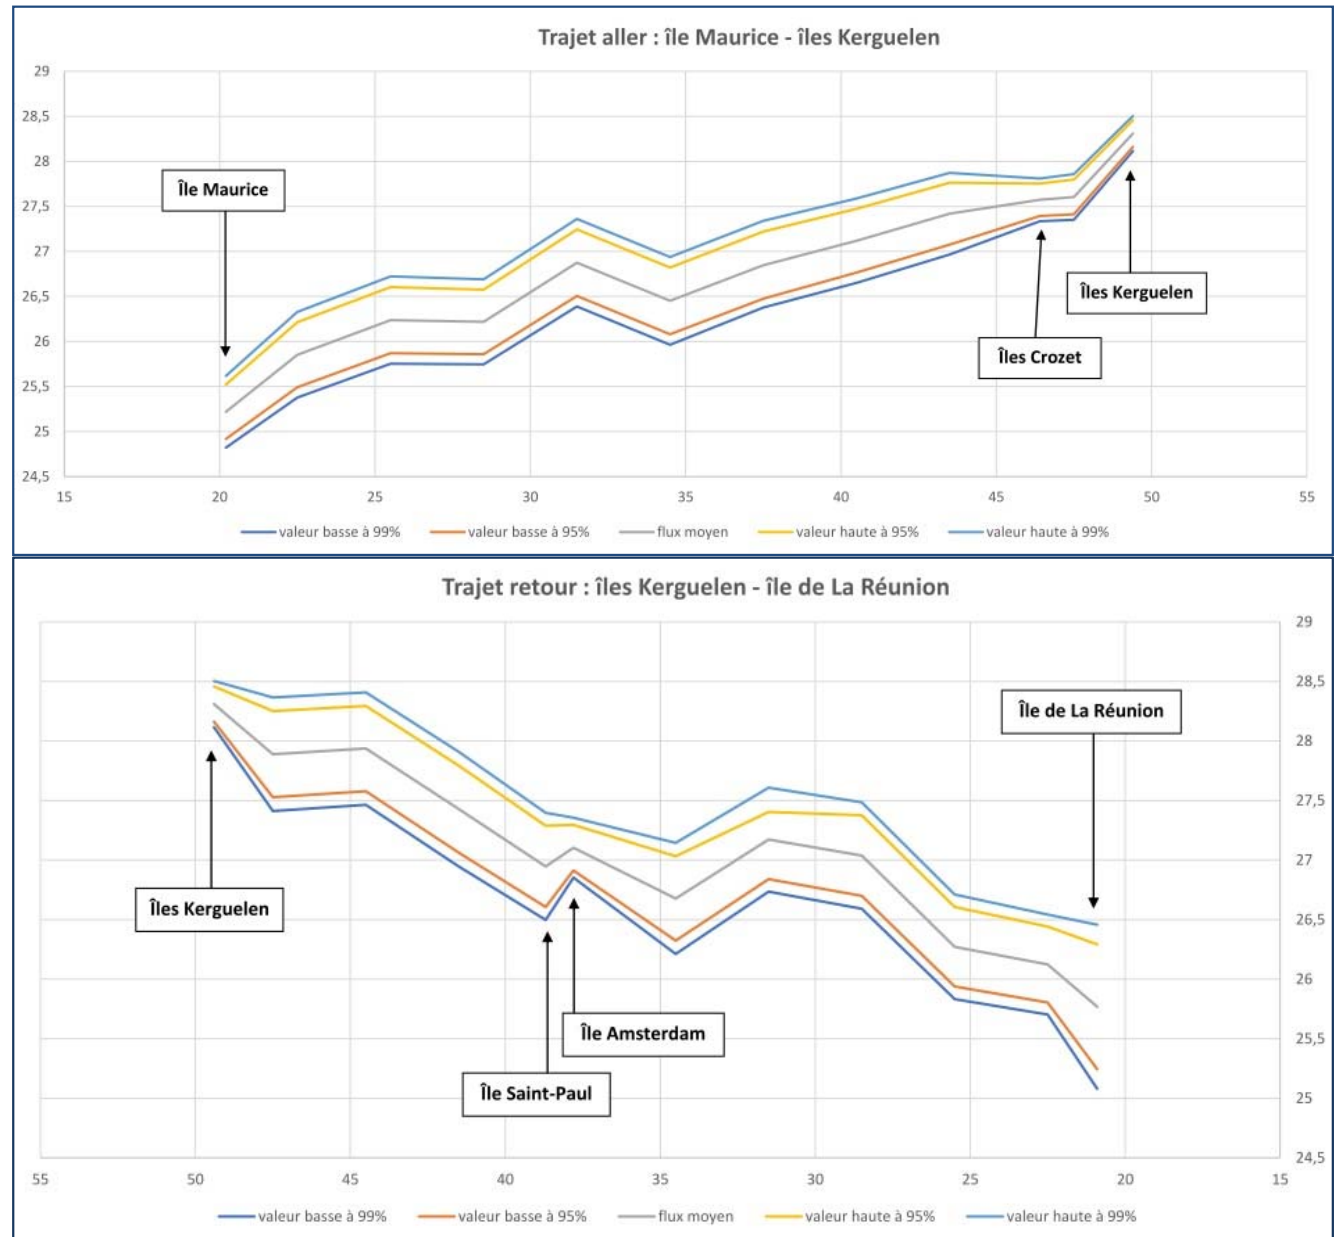 Trajet aller : île Maurice - îles Kerguelen
29
28,5
28
27,5
27
26,5
26
25,5
25
24,5
15 20 25 30 35 40 45 50 55
Île Maurice
Îles Kerguelen
Îles Crozet
valeur basse à 99% valeur basse à 95% flux moyen valeur haute à 95% valeur haute à 99%
Trajet retour : îles Kerguelen - île de La Réunion
29
28,5
28
27,5
27
26,5
26
25,5
25
24,5
Île de La Réunion
Îles Kerguelen
Île Amsterdam
Île Saint-Paul
55 50 45 40 35 30 25 20 15
valeur basse à 99% valeur basse à 95% flux moyen valeur haute à 95% valeur haute à 99%